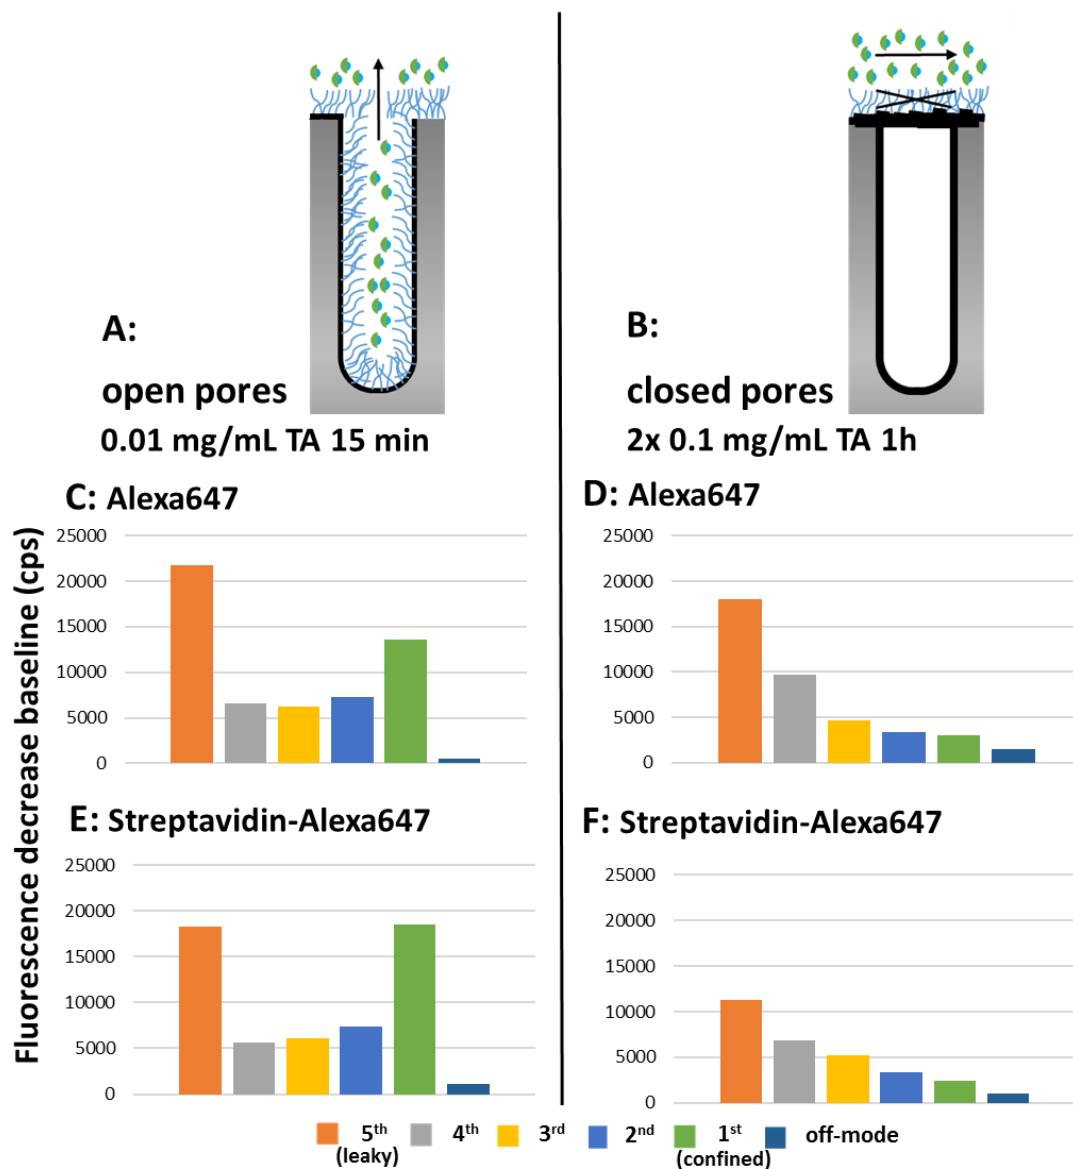 A:
open pores
0.01 mg/mL TA 15 min
B:
closed pores
2x 0.1 mg/mL TA 1h
Fluorescence decrease baseline (cps)
C: Alexa647
25000
20000
15000
10000
5000
0
D: Alexa647
25000
20000
15000
10000
5000
0
E: Streptavidin-Alexa647
25000
20000
15000
10000
5000
0
F: Streptavidin-Alexa647
25000
20000
15000
10000
5000
0
5th 4th 3rd 2nd 1st off-mode
(leaky) (confined)